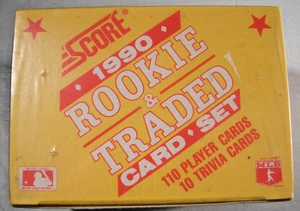 SCORE
1990
ROOKIE
&
TRADED
CARD SET
110 PLAYER CARDS
10 TRIVIA CARDS